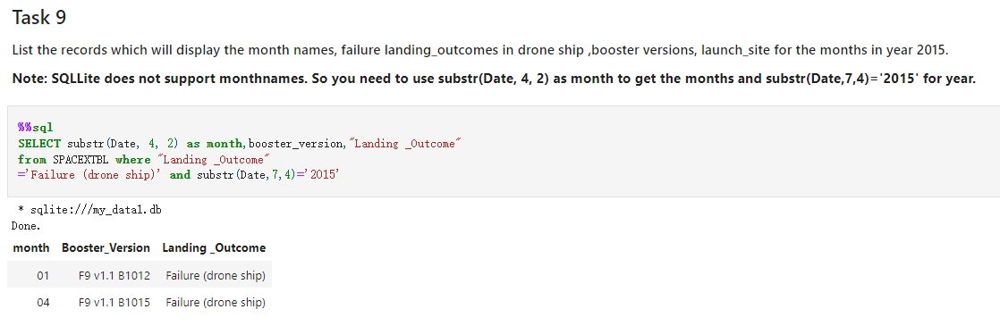 Task 9
List the records which will display the month names, failure landing_outcomes in drone ship ,booster versions, launch_site for the months in year 2015.
Note: SQLLite does not support monthnames. So you need to use substr(Date, 4, 2) as month to get the months and substr(Date,7,4)='2015' for year.
%%sql
SELECT substr(Date, 4, 2) as month,booster_version,"Landing _Outcome"
from SPACEXTBL where "Landing _Outcome"
='Failure (drone ship)' and substr(Date,7,4)='2015'
* sqlite:///my_data1.db
Done.
month Booster_Version Landing _Outcome
01 F9 v1.1 B1012 Failure (drone ship)
04 F9 v1.1 B1015 Failure (drone ship)